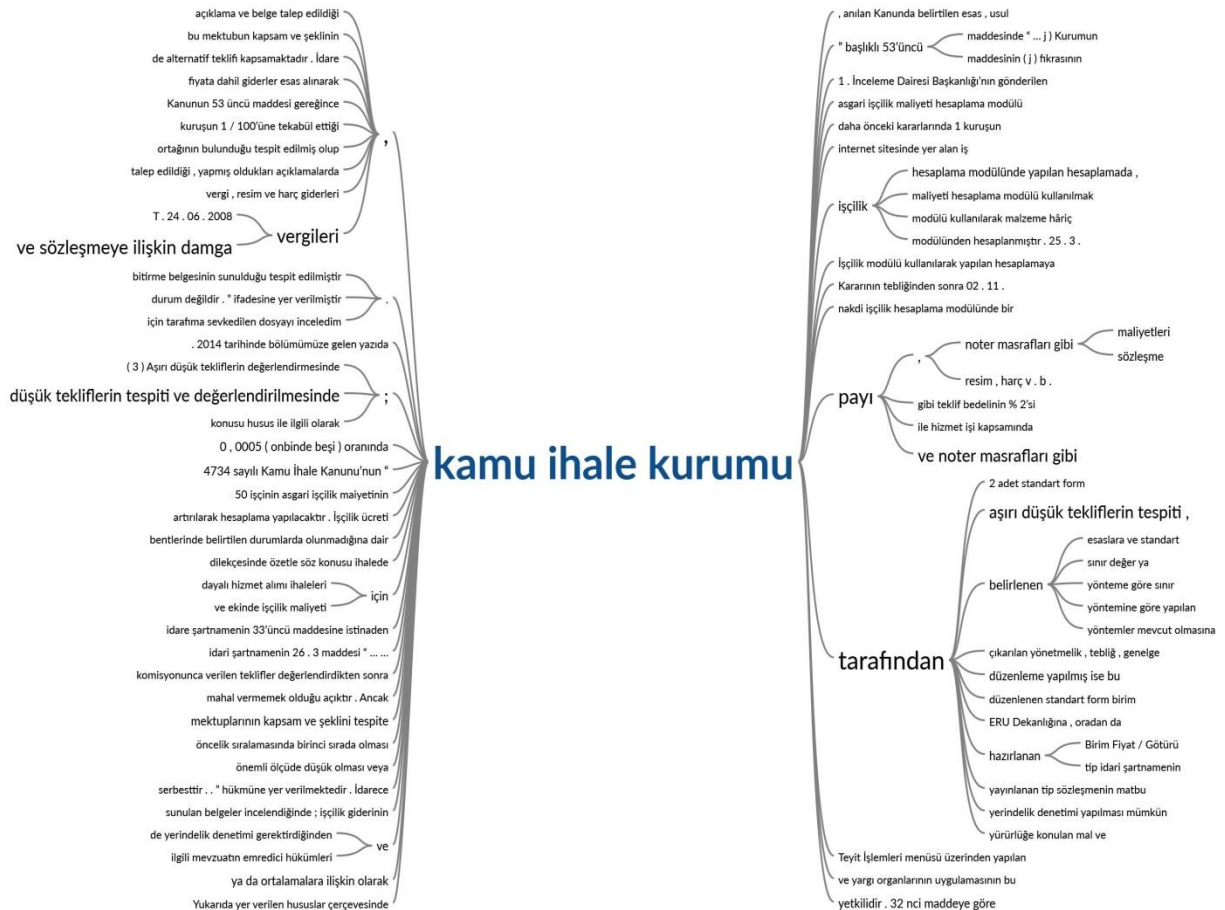 açıklama ve belge talep edildiği
bu mektubun kapsam ve şeklinin
de alternatif teklifi kapsamaktadır . İdare
fiyata dahil giderler esas alınarak
Kanunun 53 üncü maddesi gereğince
kuruşun 1 / 100'üne tekabül ettiği
ortağının bulunduğu tespit edilmiş olup
talep edildiği , yapmış oldukları açıklamalarda
vergi , resim ve harç giderleri
,
T . 24 . 06 . 2008
ve sözleşmeye ilişkin damga
vergileri
bitirme belgesinin sunulduğu tespit edilmiştir
durum değildir . " ifadesine yer verilmiştir
için tarafıma sevkedilen dosyayı inceledim
.
. 2014 tarihinde bölümümüze gelen yazıda
( 3 ) Aşırı düşük tekliflerin değerlendirmesinde
düşük tekliflerin tespiti ve değerlendirilmesinde
konusu husus ile ilgili olarak
;
0 , 0005 ( onbinde beşi ) oranında
4734 sayılı Kamu İhale Kanunu'nun "
50 işçinin asgari işçilik maiyetinin
artırılarak hesaplama yapılacaktır . İşçilik ücreti
bentlerinde belirtilen durumlarda olunmadığına dair
dilekçesinde özetle söz konusu ihalede
dayalı hizmet alımı ihaleleri
ve ekinde işçilik maliyeti
için
idare şartnamenin 33'üncü maddesine istinaden
idari şartnamenin 26 . 3 maddesi " ... ...
komisyonunca verilen teklifler değerlendirdikten sonra
mahal vermemek olduğu açıktır . Ancak
mektuplarının kapsam ve şeklini tespite
öncelik sıralamasında birinci sırada olması
önemli ölçüde düşük olması veya
serbesttir . . " hükmüne yer verilmektedir . İdarece
sunulan belgeler incelendiğinde ; işçilik giderinin
de yerindelik denetimi gerektirdiğinden
ilgili mevzuatın emredici hükümleri
ve
ya da ortalamalara ilişkin olarak
Yukarıda yer verilen hususlar çerçevesinde
kamu ihale kurumu
, anılan Kanunda belirtilen esas , usul
" başlıklı 53'üncü
maddesinde " ... j ) Kurumun
maddesinin ( j ) fıkrasının
1 . İnceleme Dairesi Başkanlığı'nın gönderilen
asgari işçilik maliyeti hesaplama modülü
daha önceki kararlarında 1 kuruşun
internet sitesinde yer alan iş
işçilik
hesaplama modülünde yapılan hesaplamada ,
maliyeti hesaplama modülü kullanılmak
modülü kullanılarak malzeme hâriç
modülünden hesaplanmıştır . 25 . 3 .
İşçilik modülü kullanılarak yapılan hesaplamaya
Kararının tebliğinden sonra 02 . 11 .
nakdi işçilik hesaplama modülünde bir
payı
,
noter masrafları gibi
maliyetleri
sözleşme
resim , harç v . b .
gibi teklif bedelinin % 2'si
ile hizmet işi kapsamında
ve noter masrafları gibi
tarafından
2 adet standart form
aşırı düşük tekliflerin tespiti ,
belirlenen
esaslara ve standart
sınır değer ya
yönteme göre sınır
yöntemine göre yapılan
yöntemler mevcut olmasına
çıkarılan yönetmelik , tebliğ , genelge
düzenleme yapılmış ise bu
düzenlenen standart form birim
ERU Dekanlığına , oradan da
hazırlanan
Birim Fiyat / Götürü
tip idari şartnamenin
yayınlanan tip sözleşmenin matbu
yerindelik denetimi yapılması mümkün
yürürlüğe konulan mal ve
Teyit İşlemleri menüsü üzerinden yapılan
ve yargı organlarının uygulamasının bu
yetkilidir . 32 nci maddeye göre